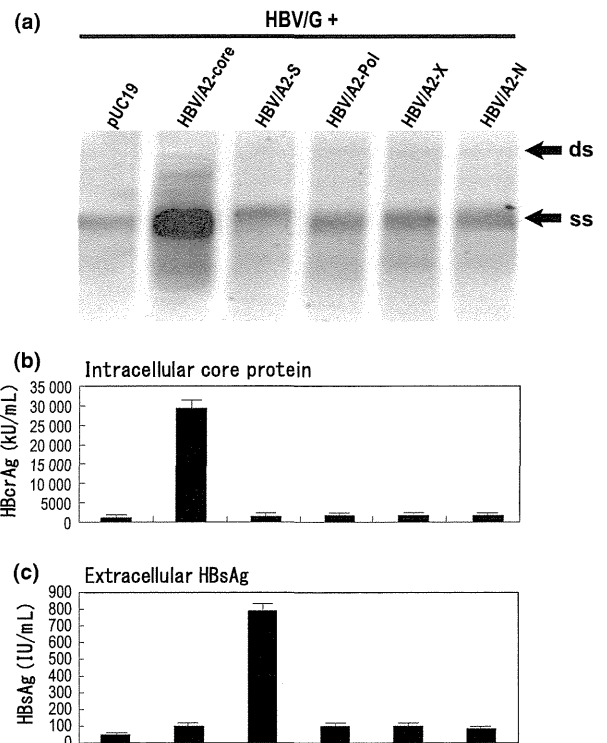 (a)
HBV/G +
pUC19
HBV/A2-core
HBV/A2-S
HBV/A2-Pol
HBV/A2-X
HBV/A2-N
ds
ss
(b)
Intracellular core protein
HBcrAg (kU/mL)
35 000
30 000
25 000
20 000
15 000
10 000
5000
0
(c)
Extracellular HBsAg
HBsAg (IU/mL)
900
800
700
600
500
400
300
200
100
0